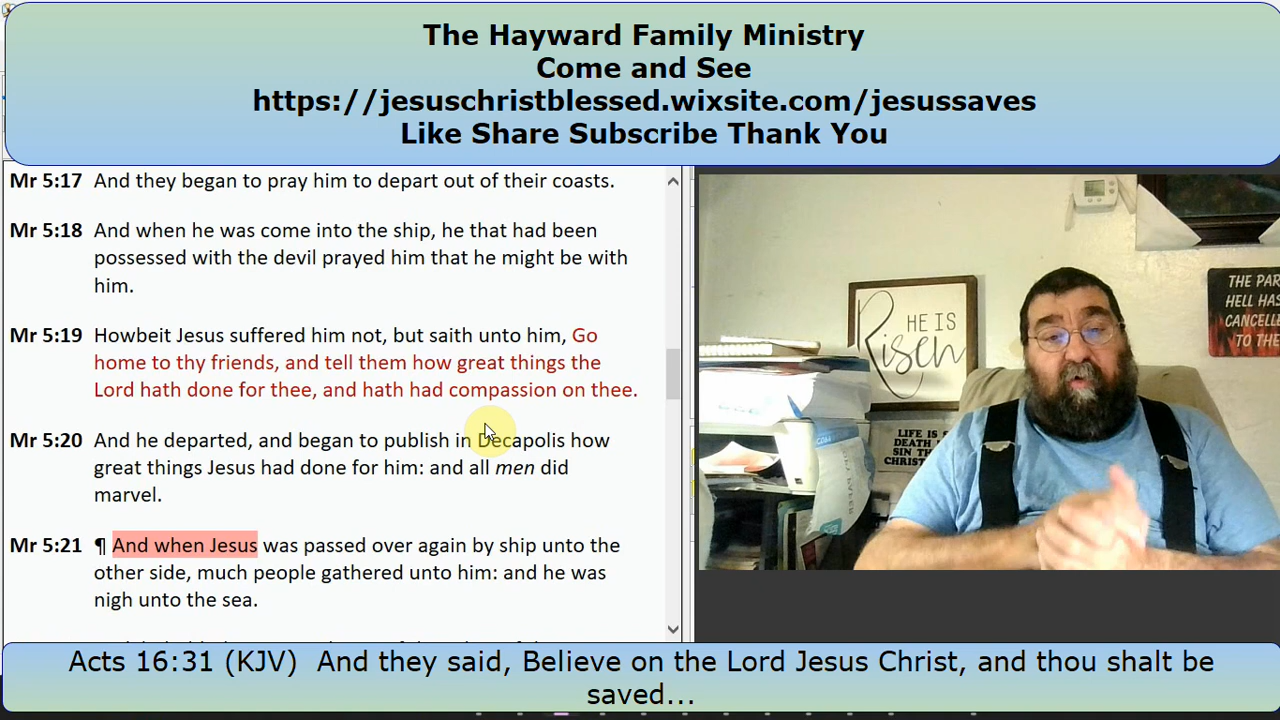 The Hayward Family Ministry
Come and See
https://jesuschristblessed.wixsite.com/jesussaves
Like Share Subscribe Thank You
Mr 5:17 And they began to pray him to depart out of their coasts.
Mr 5:18 And when he was come into the ship, he that had been
possessed with the devil prayed him that he might be with
him.
Mr 5:19 Howbeit Jesus suffered him not, but saith unto him, Go
home to thy friends, and tell them how great things the
Lord hath done for thee, and hath had compassion on thee.
Mr 5:20 And he departed, and began to publish in Decapolis how
great things Jesus had done for him: and all men did
marvel.
Mr 5:21 ¶ And when Jesus was passed over again by ship unto the
other side, much people gathered unto him: and he was
nigh unto the sea.
HE IS
Risen
LIFE IS
DEATH
SIN TH
CHRIST
THE PAR
HELL HAS
CANCELLE
TO THE
Acts 16:31 (KJV) And they said, Believe on the Lord Jesus Christ, and thou shalt be
saved...